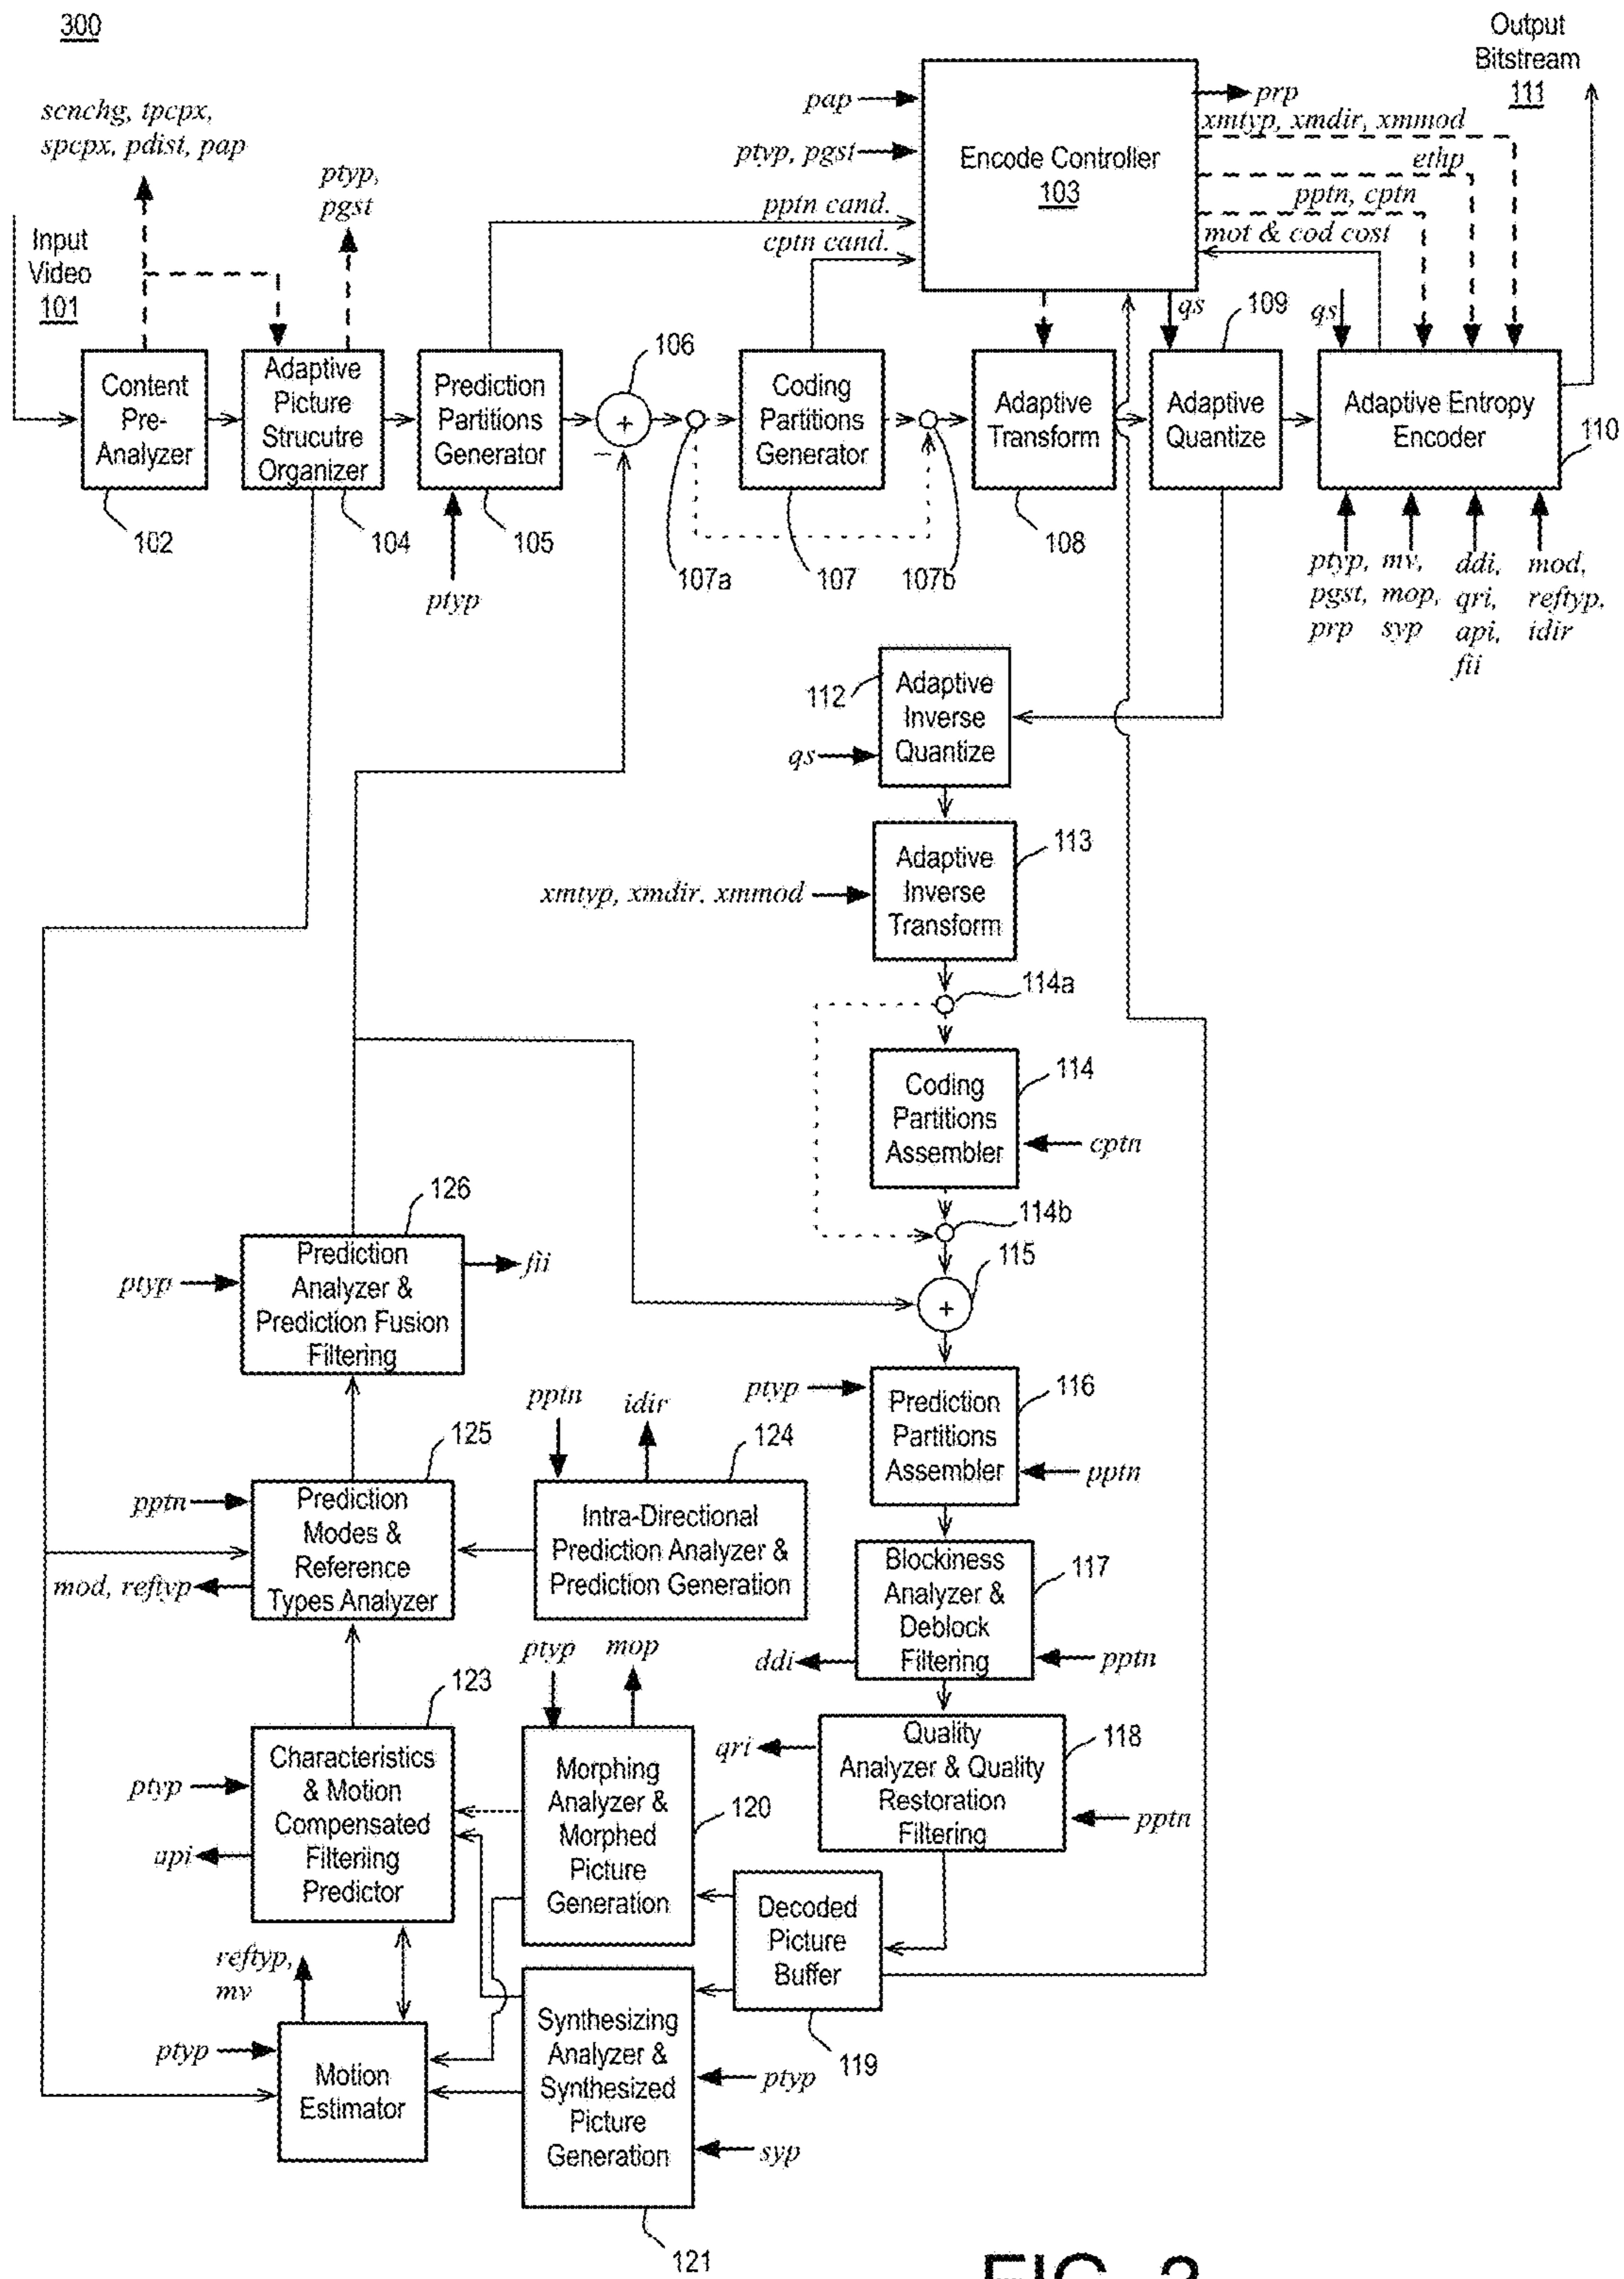 300
Output
Bitstream
111
scnchg, tpcpx,
spcpx, pdist, pap
ptyp,
pgst
Input
Video
101
pap
ptyp, pgst
pptn cand.
cptn cand.
Encode Controller
103
prp
xmtyp, xmdir, xmmod
ethp
pptn, cptn
mot & cod cost
qs
109
qs
106
Content
Pre-
Analyzer
Adaptive
Picture
Strucutre
Organizer
Prediction
Partitions
Generator
+
–
Coding
Partitions
Generator
Adaptive
Transform
Adaptive
Quantize
Adaptive Entropy
Encoder
110
102
104
105
107a
107
107b
108
ptyp
ptyp,
pgst,
prp
mv,
mop,
syp
ddi,
qri,
api,
fii
mod,
reftyp,
idir
112
Adaptive
Inverse
Quantize
qs
113
Adaptive
Inverse
Transform
xmtyp, xmdir, xmmod
114a
114
Coding
Partitions
Assembler
cptn
114b
115
+
126
Prediction
Analyzer &
Prediction Fusion
Filtering
ptyp
fii
116
ptyp
Prediction
Partitions
Assembler
pptn
125
pptn
Prediction
Modes &
Reference
Types Analyzer
mod, reftyp
pptn
idir
124
Intra-Directional
Prediction Analyzer &
Prediction Generation
117
Blockiness
Analyzer &
Deblock
Filtering
ddi
pptn
123
ptyp
Characteristics
& Motion
Compensated
Filteriing
Predictor
api
ptyp
mop
Morphing
Analyzer &
Morphed
Picture
Generation
120
118
Quality
Analyzer & Quality
Restoration
Filtering
qri
pptn
Decoded
Picture
Buffer
119
reftyp,
mv
ptyp
Motion
Estimator
Synthesizing
Analyzer &
Synthesized
Picture
Generation
ptyp
syp
121